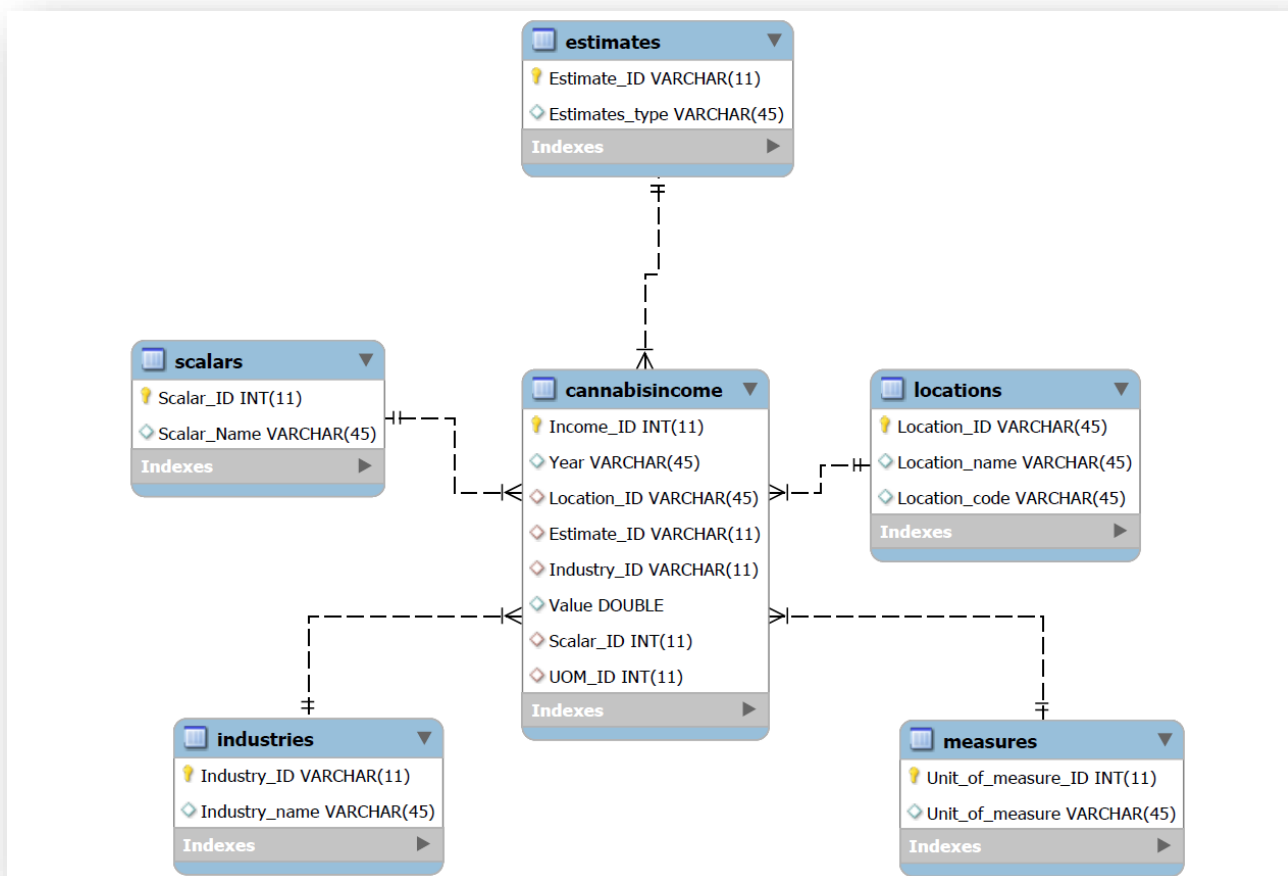 estimates
Estimate_ID VARCHAR(11)
Estimates_type VARCHAR(45)
Indexes
scalars
Scalar_ID INT(11)
Scalar_Name VARCHAR(45)
Indexes
cannabisincome
Income_ID INT(11)
Year VARCHAR(45)
Location_ID VARCHAR(45)
Estimate_ID VARCHAR(11)
Industry_ID VARCHAR(11)
Value DOUBLE
Scalar_ID INT(11)
UOM_ID INT(11)
Indexes
locations
Location_ID VARCHAR(45)
Location_name VARCHAR(45)
Location_code VARCHAR(45)
Indexes
industries
Industry_ID VARCHAR(11)
Industry_name VARCHAR(45)
Indexes
measures
Unit_of_measure_ID INT(11)
Unit_of_measure VARCHAR(45)
Indexes